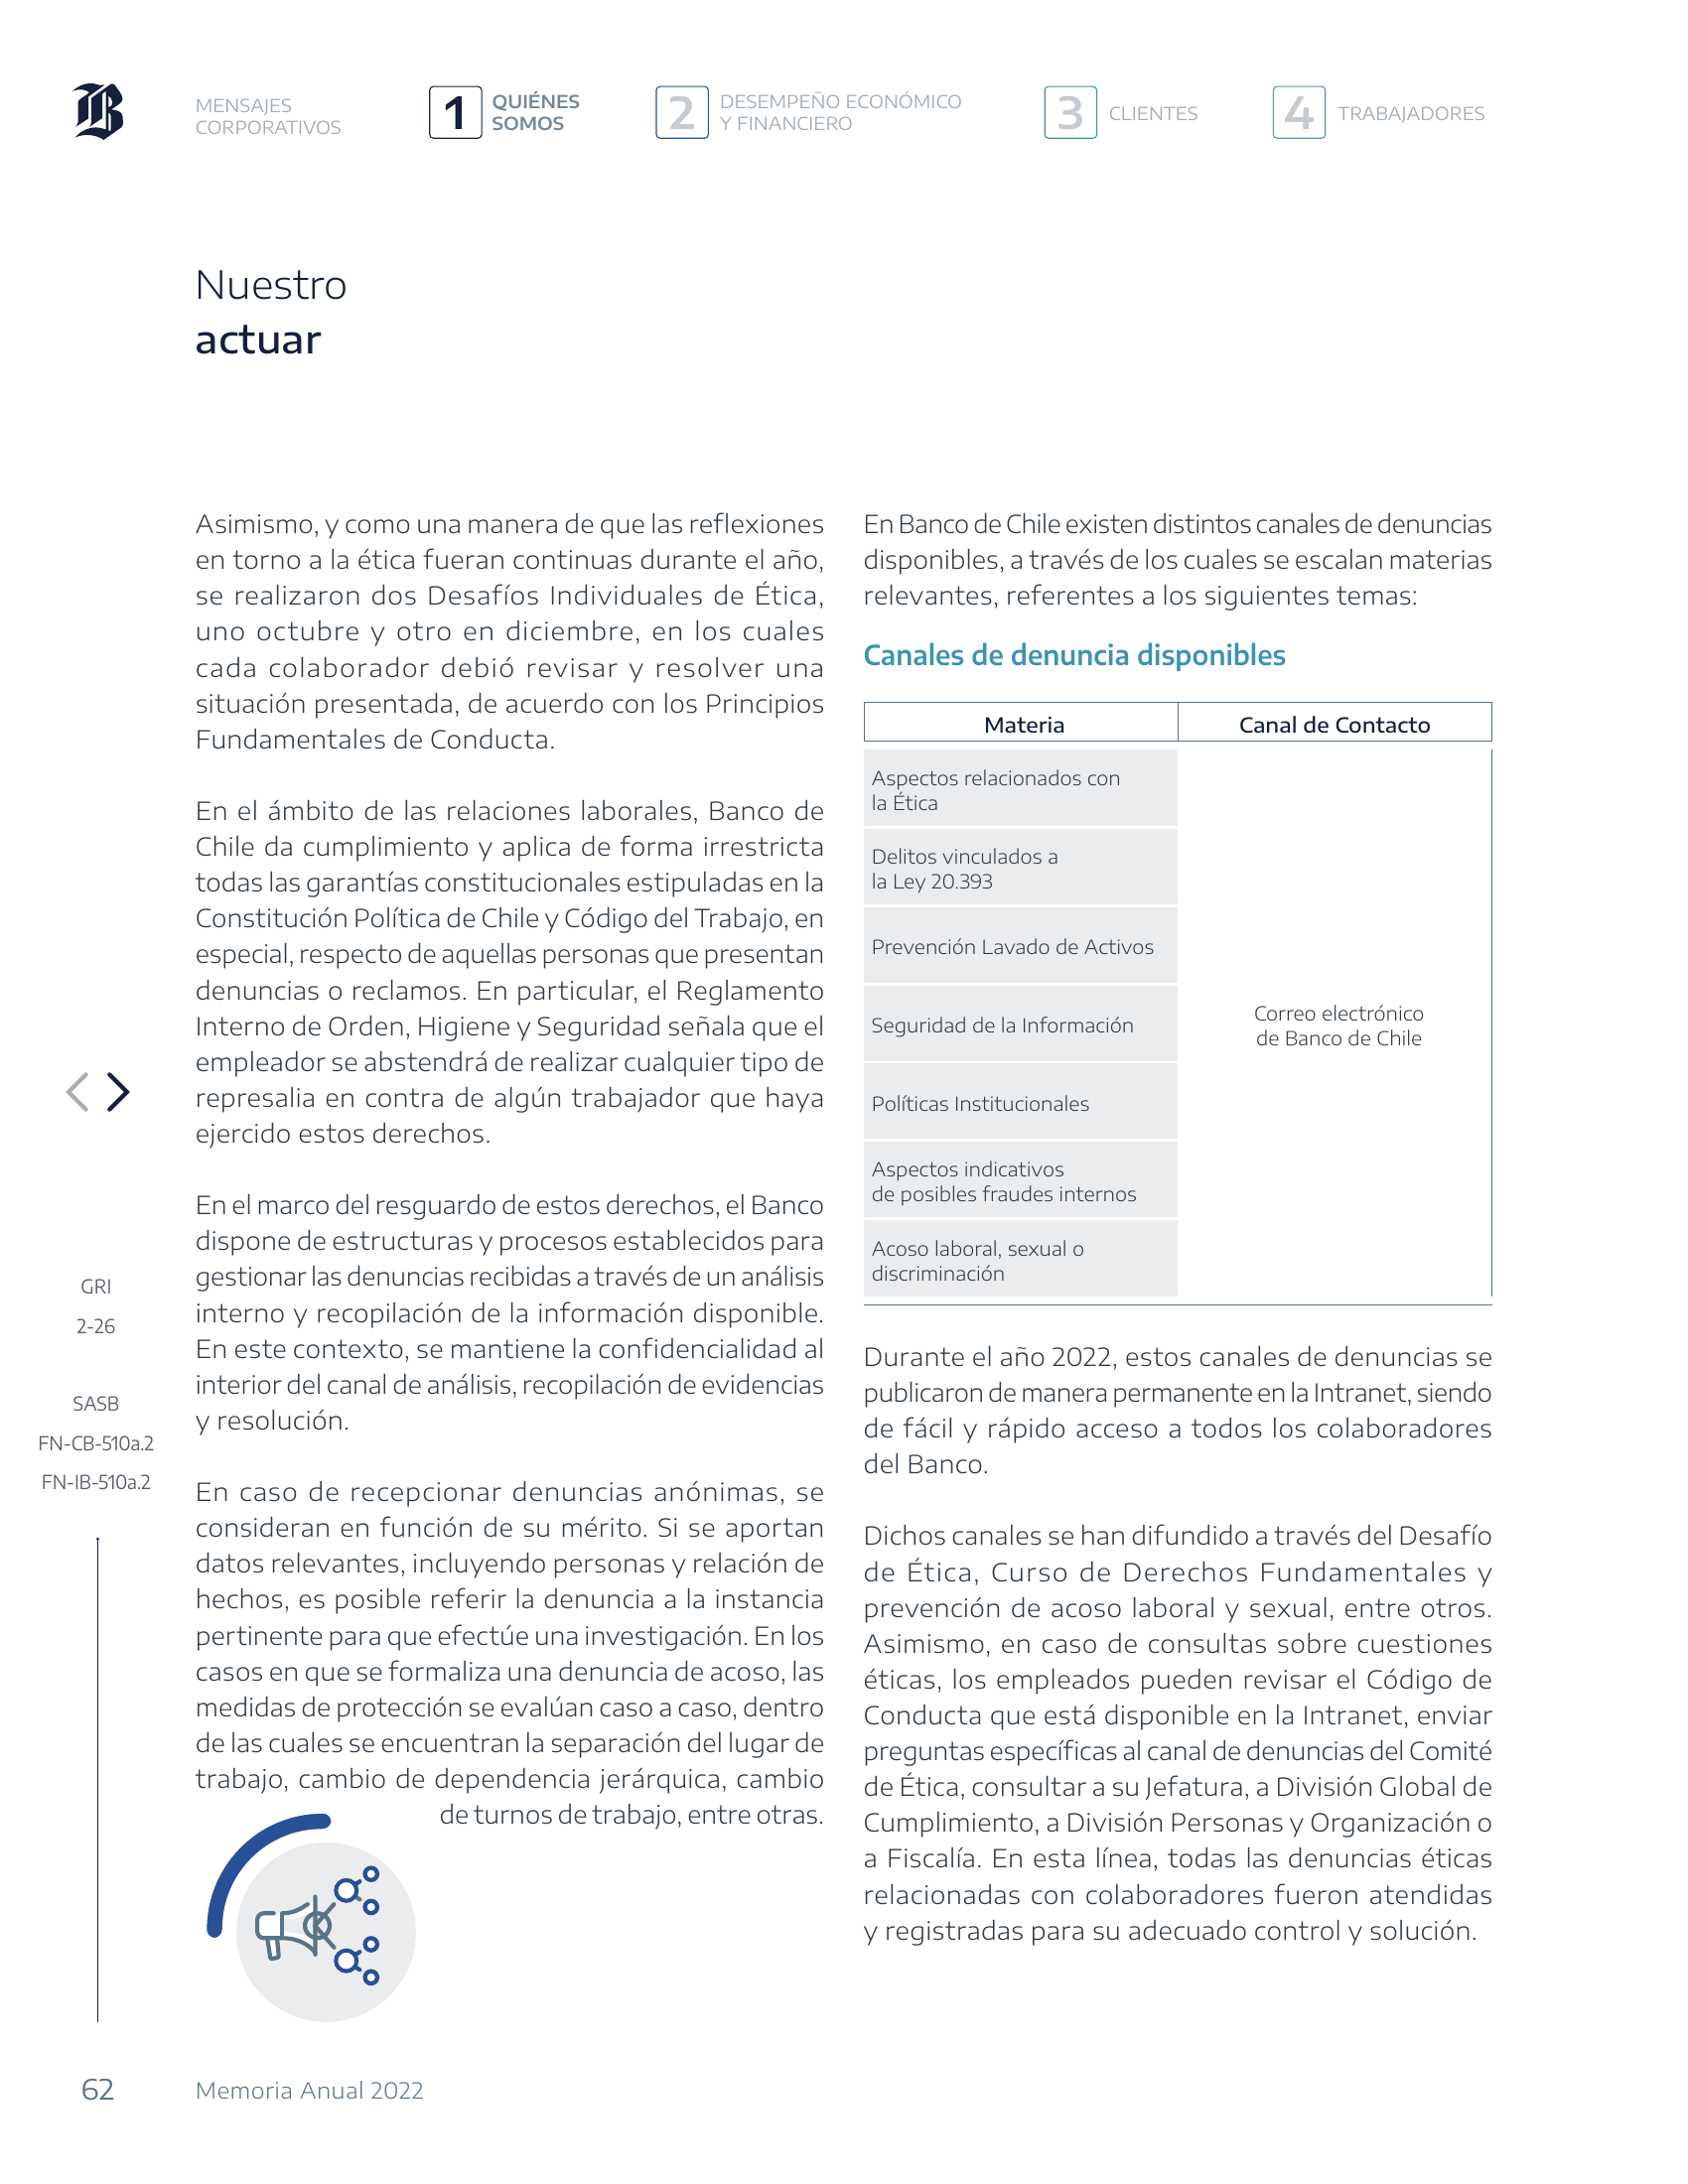 MENSAJES
CORPORATIVOS
1
QUIÉNES
SOMOS
2
DESEMPEÑO ECONÓMICO
Y FINANCIERO
3
CLIENTES
4
TRABAJADORES
Nuestro
actuar
Asimismo, y como una manera de que las reflexiones
en torno a la ética fueran continuas durante el año,
se realizaron dos Desafíos Individuales de Ética,
uno octubre y otro en diciembre, en los cuales
cada colaborador debió revisar y resolver una
situación presentada, de acuerdo con los Principios
Fundamentales de Conducta.
En el ámbito de las relaciones laborales, Banco de
Chile da cumplimiento y aplica de forma irrestricta
todas las garantías constitucionales estipuladas en la
Constitución Política de Chile y Código del Trabajo, en
especial, respecto de aquellas personas que presentan
denuncias o reclamos. En particular, el Reglamento
Interno de Orden, Higiene y Seguridad señala que el
empleador se abstendrá de realizar cualquier tipo de
represalia en contra de algún trabajador que haya
ejercido estos derechos.
En el marco del resguardo de estos derechos, el Banco
dispone de estructuras y procesos establecidos para
gestionar las denuncias recibidas a través de un análisis
interno y recopilación de la información disponible.
En este contexto, se mantiene la confidencialidad al
interior del canal de análisis, recopilación de evidencias
y resolución.
En caso de recepcionar denuncias anónimas, se
consideran en función de su mérito. Si se aportan
datos relevantes, incluyendo personas y relación de
hechos, es posible referir la denuncia a la instancia
pertinente para que efectúe una investigación. En los
casos en que se formaliza una denuncia de acoso, las
medidas de protección se evalúan caso a caso, dentro
de las cuales se encuentran la separación del lugar de
trabajo, cambio de dependencia jerárquica, cambio
de turnos de trabajo, entre otras.
En Banco de Chile existen distintos canales de denuncias
disponibles, a través de los cuales se escalan materias
relevantes, referentes a los siguientes temas:
Canales de denuncia disponibles
Materia
Canal de Contacto
Aspectos relacionados con
la Ética
Delitos vinculados a
la Ley 20.393
Prevención Lavado de Activos
Seguridad de la Información
Políticas Institucionales
Aspectos indicativos
de posibles fraudes internos
Acoso laboral, sexual o
discriminación
Correo electrónico
de Banco de Chile
Durante el año 2022, estos canales de denuncias se
publicaron de manera permanente en la Intranet, siendo
de fácil y rápido acceso a todos los colaboradores
del Banco.
Dichos canales se han difundido a través del Desafío
de Ética, Curso de Derechos Fundamentales y
prevención de acoso laboral y sexual, entre otros.
Asimismo, en caso de consultas sobre cuestiones
éticas, los empleados pueden revisar el Código de
Conducta que está disponible en la Intranet, enviar
preguntas específicas al canal de denuncias del Comité
de Ética, consultar a su Jefatura, a División Global de
Cumplimiento, a División Personas y Organización o
a Fiscalía. En esta línea, todas las denuncias éticas
relacionadas con colaboradores fueron atendidas
y registradas para su adecuado control y solución.
GRI
2-26
SASB
FN-CB-510a.2
FN-IB-510a.2
62
Memoria Anual 2022